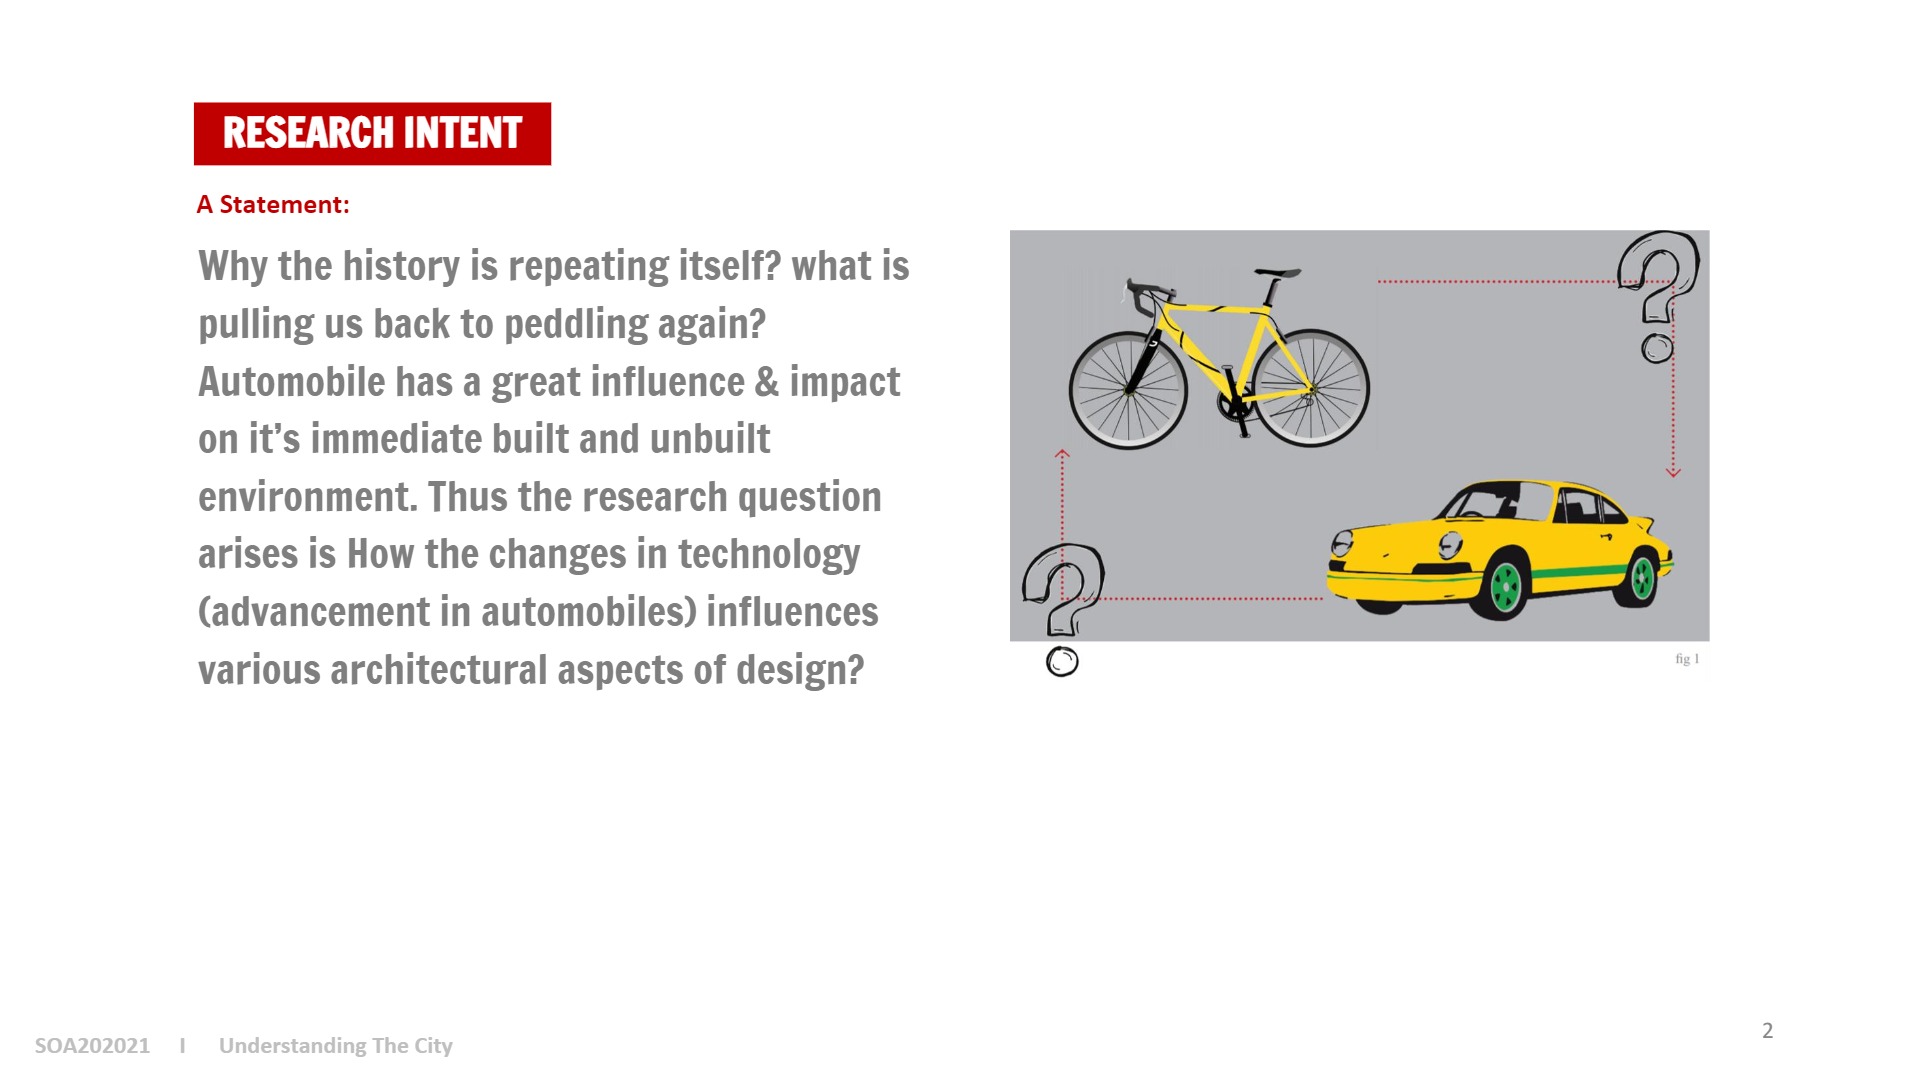 RESEARCH INTENT
A Statement:
Why the history is repeating itself? what is
pulling us back to peddling again?
Automobile has a great influence & impact
on it’s immediate built and unbuilt
environment. Thus the research question
arises is How the changes in technology
(advancement in automobiles) influences
various architectural aspects of design?
?
?
fig 1
SOA202021 I Understanding The City
2